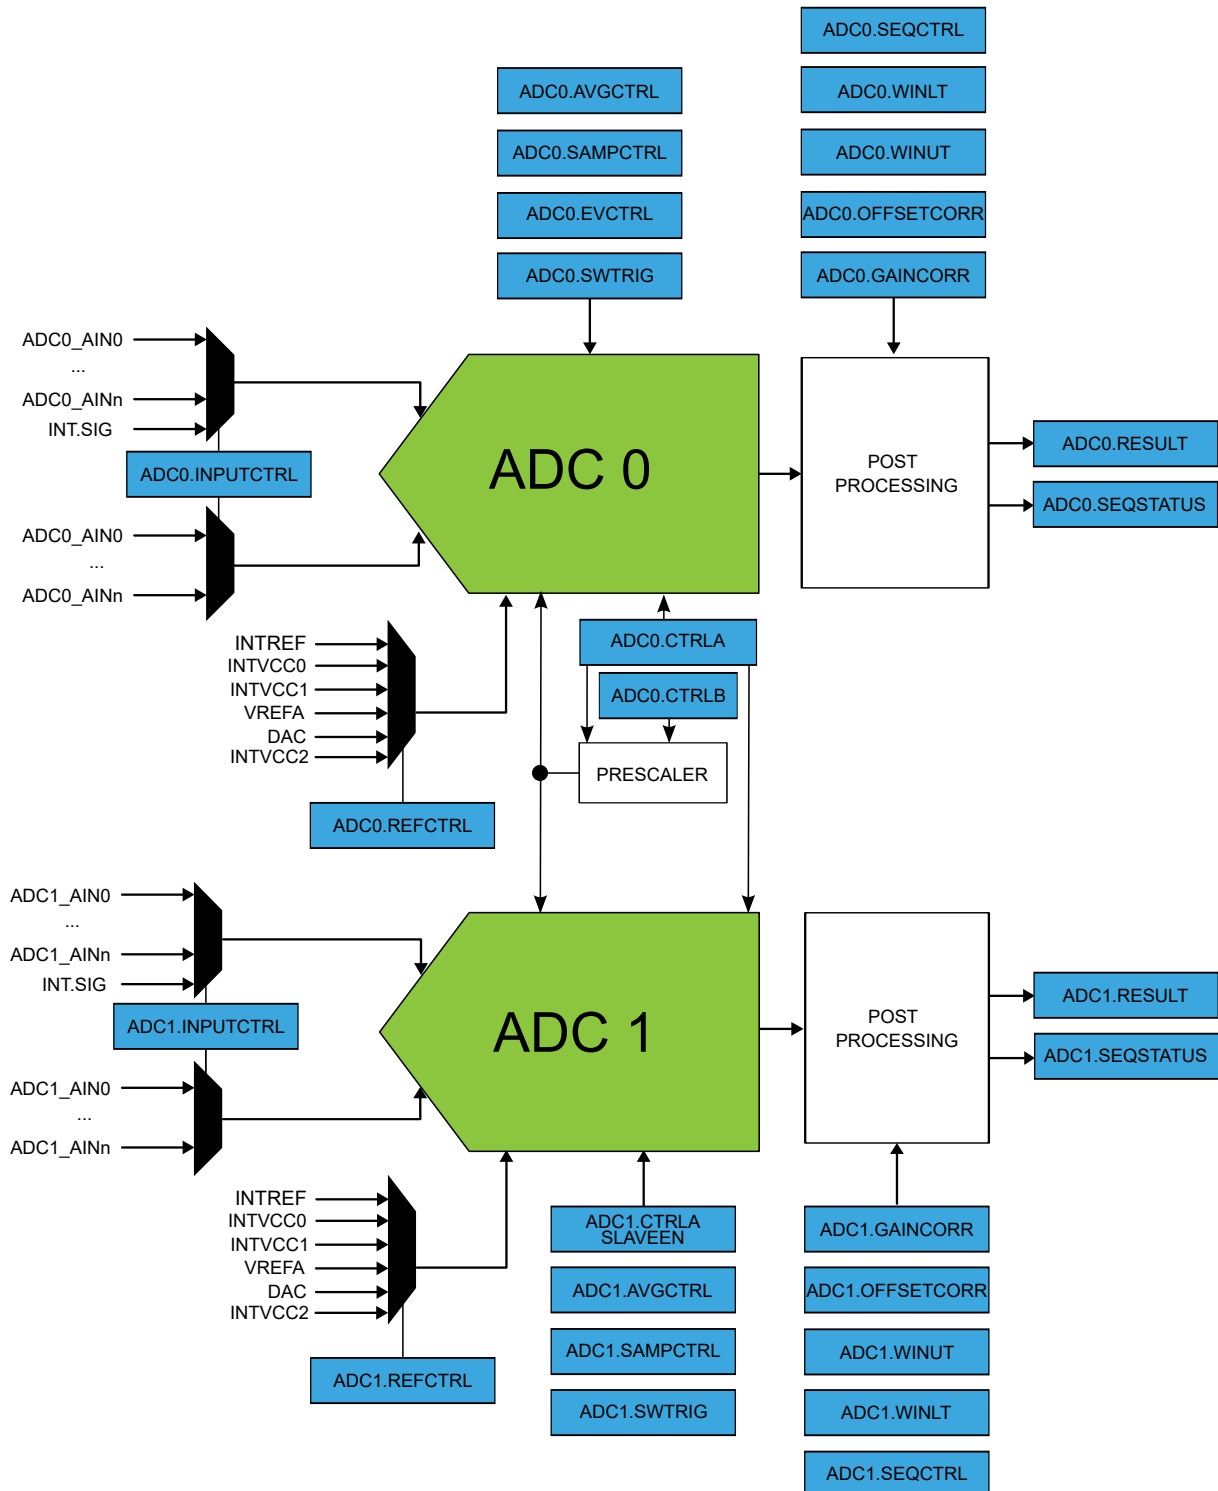 ADC0.SEQCTRL
ADC0.AVGCTRL
ADC0.WINLT
ADC0.SAMPCTRL
ADC0.WINUT
ADC0.EVCTRL
ADC0.OFFSETCORR
ADC0.SWTRIG
ADC0.GAINCORR
ADC0_AIN0
...
ADC0_AINn
INT.SIG
ADC0.INPUTCTRL
ADC0_AIN0
...
ADC0_AINn
ADC 0
POST
PROCESSING
ADC0.RESULT
ADC0.SEQSTATUS
INTREF
INTVCC0
INTVCC1
VREFA
DAC
INTVCC2
ADC0.REFCTRL
ADC0.CTRLA
ADC0.CTRLB
PRESCALER
ADC1_AIN0
...
ADC1_AINn
INT.SIG
ADC1.INPUTCTRL
ADC1_AIN0
...
ADC1_AINn
ADC 1
POST
PROCESSING
ADC1.RESULT
ADC1.SEQSTATUS
INTREF
INTVCC0
INTVCC1
VREFA
DAC
INTVCC2
ADC1.REFCTRL
ADC1.CTRLA
SLAVEEN
ADC1.AVGCTRL
ADC1.SAMPCTRL
ADC1.SWTRIG
ADC1.GAINCORR
ADC1.OFFSETCORR
ADC1.WINUT
ADC1.WINLT
ADC1.SEQCTRL